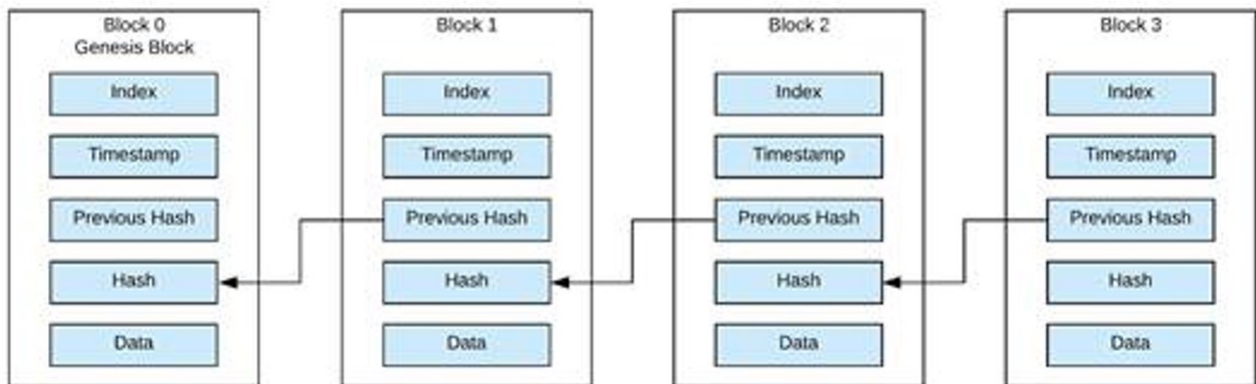 Block 0
Genesis Block
Index
Timestamp
Previous Hash
Hash
Data
Block 1
Index
Timestamp
Previous Hash
Hash
Data
Block 2
Index
Timestamp
Previous Hash
Hash
Data
Block 3
Index
Timestamp
Previous Hash
Hash
Data